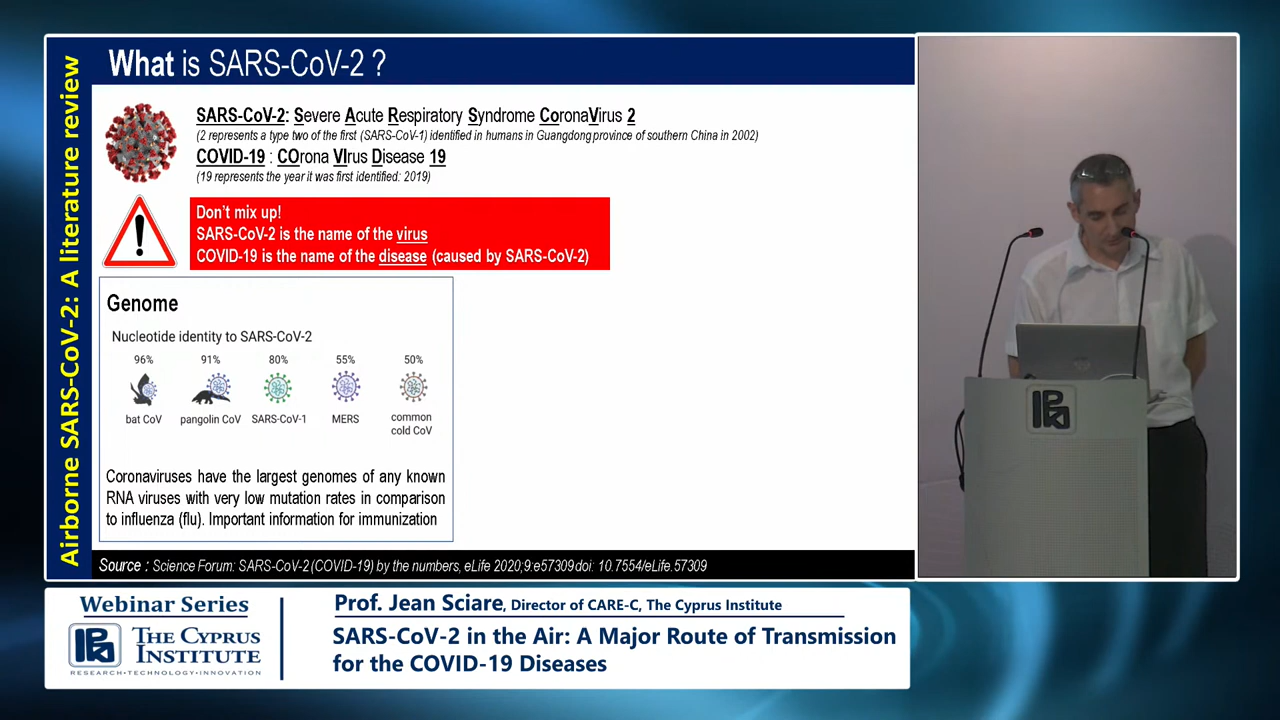 Airborne SARS-CoV-2: A literature review
What is SARS-CoV-2 ?
SARS-CoV-2: Severe Acute Respiratory Syndrome CoronaVirus 2
(2 represents a type two of the first (SARS-CoV-1) identified in humans in Guangdong province of southern China in 2002)
COVID-19 : COrona VIrus Disease 19
(19 represents the year it was first identified: 2019)
Don't mix up!
SARS-CoV-2 is the name of the virus
COVID-19 is the name of the disease (caused by SARS-CoV-2)
Genome
Nucleotide identity to SARS-CoV-2
96% 91% 80% 55% 50%
bat CoV pangolin CoV SARS-CoV-1 MERS common
cold CoV
Coronaviruses have the largest genomes of any known
RNA viruses with very low mutation rates in comparison
to influenza (flu). Important information for immunization
Source : Science Forum: SARS-CoV-2 (COVID-19) by the numbers, eLife 2020;9:e57309 doi: 10.7554/eLife.57309
Webinar Series
THE CYPRUS
INSTITUTE
RESEARCH•TECHNOLOGY•INNOVATION
Prof. Jean Sciare, Director of CARE-C, The Cyprus Institute
SARS-CoV-2 in the Air: A Major Route of Transmission
for the COVID-19 Diseases